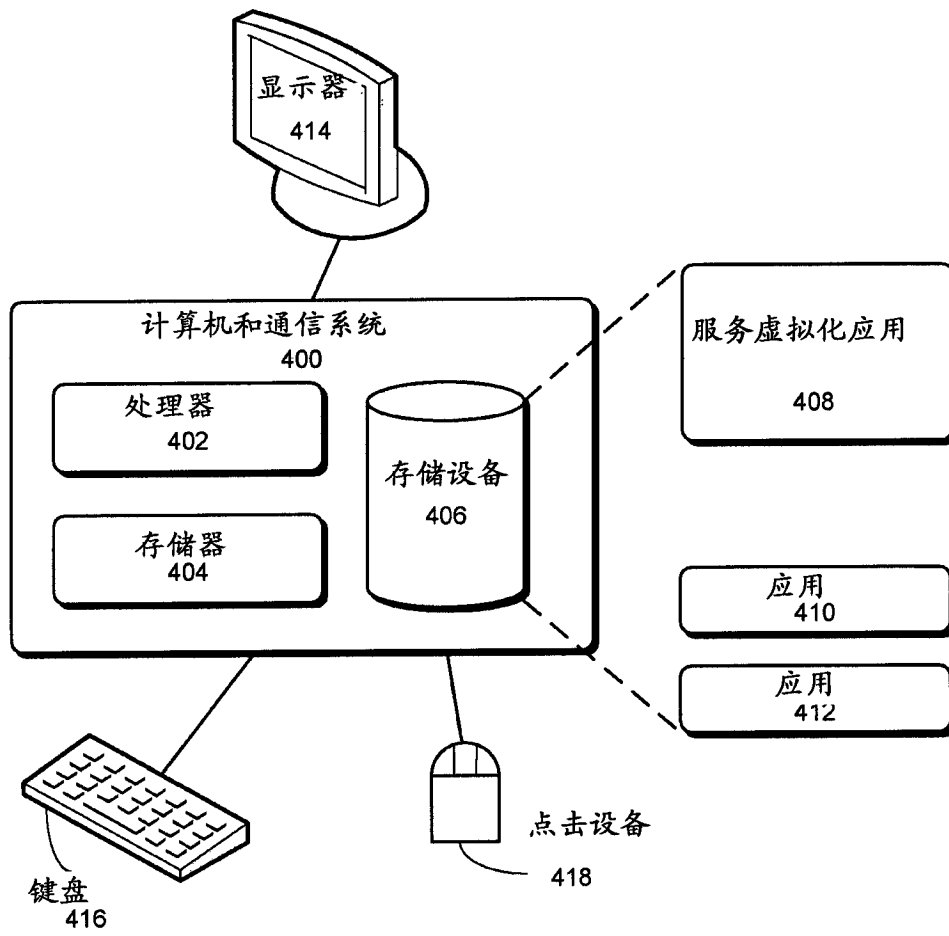 显示器
414
计算机和通信系统
400
处理器
402
存储器
404
存储设备
406
服务虚拟化应用
408
应用
410
应用
412
键盘
416
点击设备
418